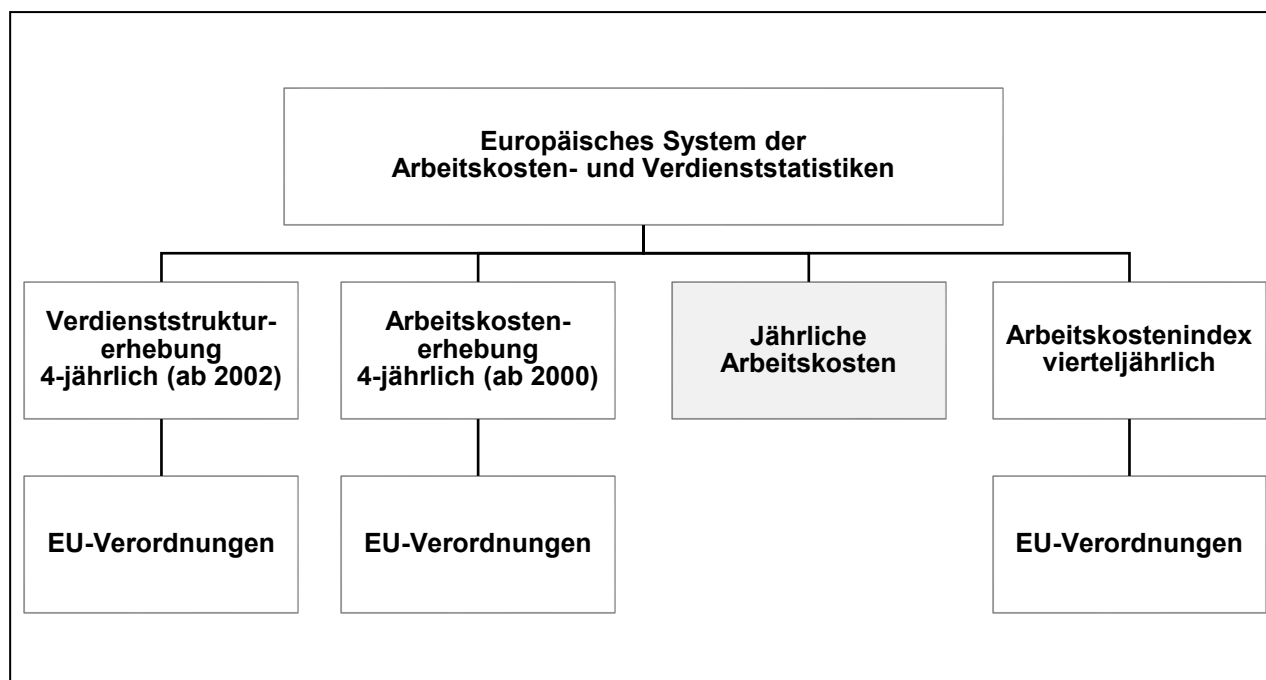 Europäisches System der
Arbeitskosten- und Verdienststatistiken
Verdienststruktur-
erhebung
4-jährlich (ab 2002)
Arbeitskosten-
erhebung
4-jährlich (ab 2000)
Jährliche
Arbeitskosten
Arbeitskostenindex
vierteljährlich
EU-Verordnungen
EU-Verordnungen
EU-Verordnungen